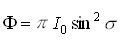 Φ = π I₀ sin² σ